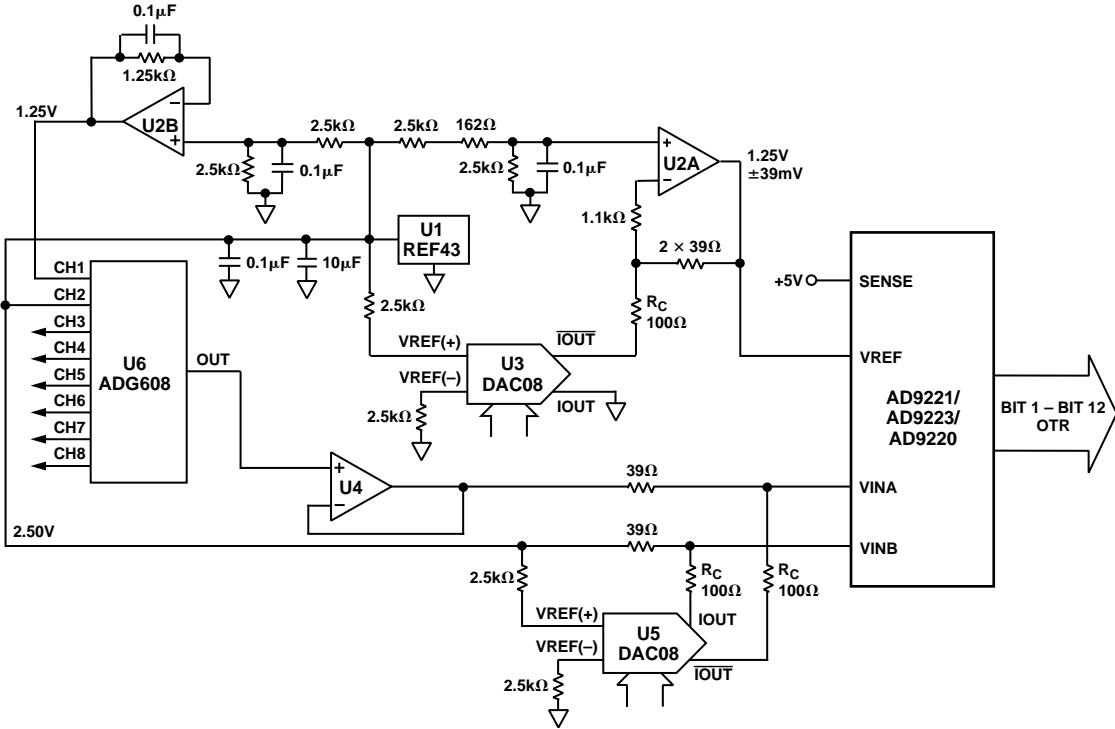 0.1µF
1.25kΩ
1.25V
–
U2B
+
2.5kΩ
0.1µF
2.5kΩ
2.5kΩ
162Ω
2.5kΩ
0.1µF
+
U2A
–
1.25V
±39mV
1.1kΩ
2 × 39Ω
U1
REF43
0.1µF
10µF
2.5kΩ
RC
100Ω
CH1
CH2
CH3
CH4
CH5
CH6
CH7
CH8
U6
ADG608
OUT
VREF(+)
VREF(–)
2.5kΩ
U3
DAC08
IOUT
IOUT
+5V
SENSE
VREF
AD9221/
AD9223/
AD9220
VINA
VINB
BIT 1 – BIT 12
OTR
+
U4
–
39Ω
2.50V
39Ω
2.5kΩ
RC
100Ω
RC
100Ω
VREF(+)
VREF(–)
2.5kΩ
U5
DAC08
IOUT
IOUT